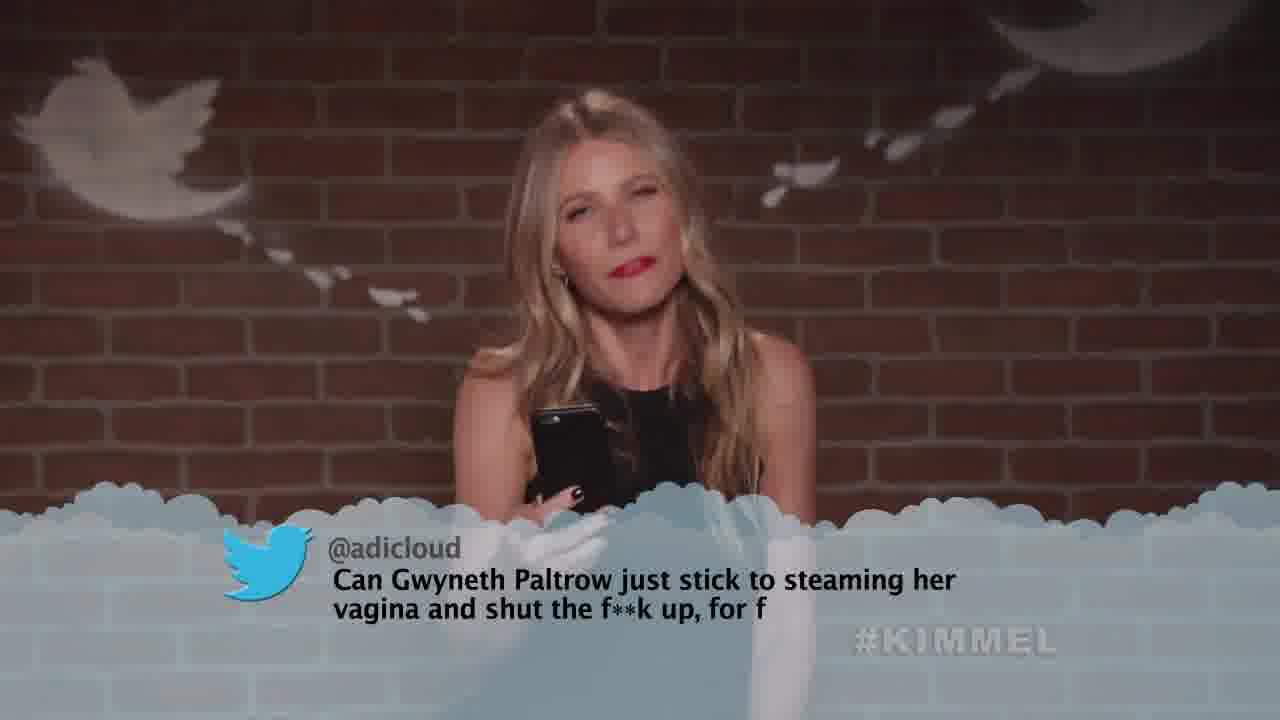 @adicloud
Can Gwyneth Paltrow just stick to steaming her
vagina and shut the f**k up, for f
#KIMMEL